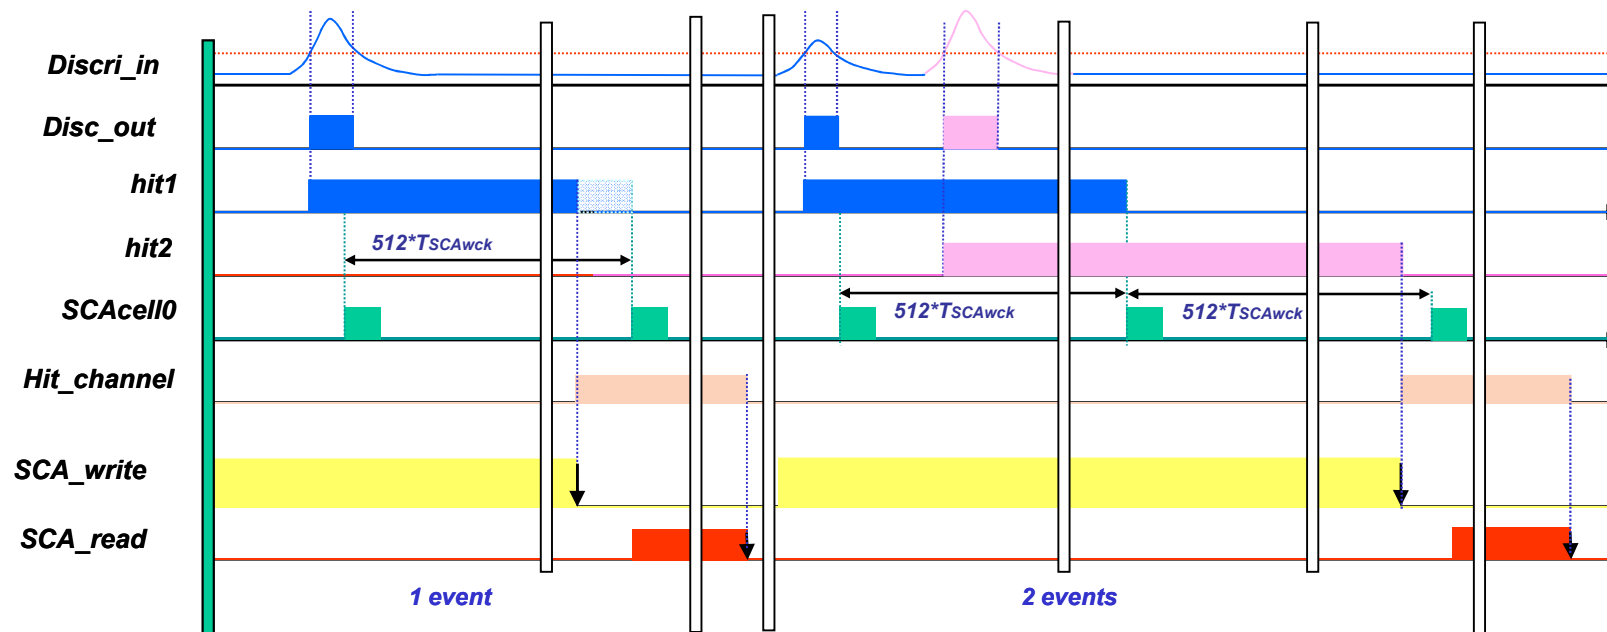 Discri_in
Disc_out
hit1
hit2
512*TSCAwck
SCAcell0
512*TSCAwck
512*TSCAwck
Hit_channel
SCA_write
SCA_read
1 event
2 events